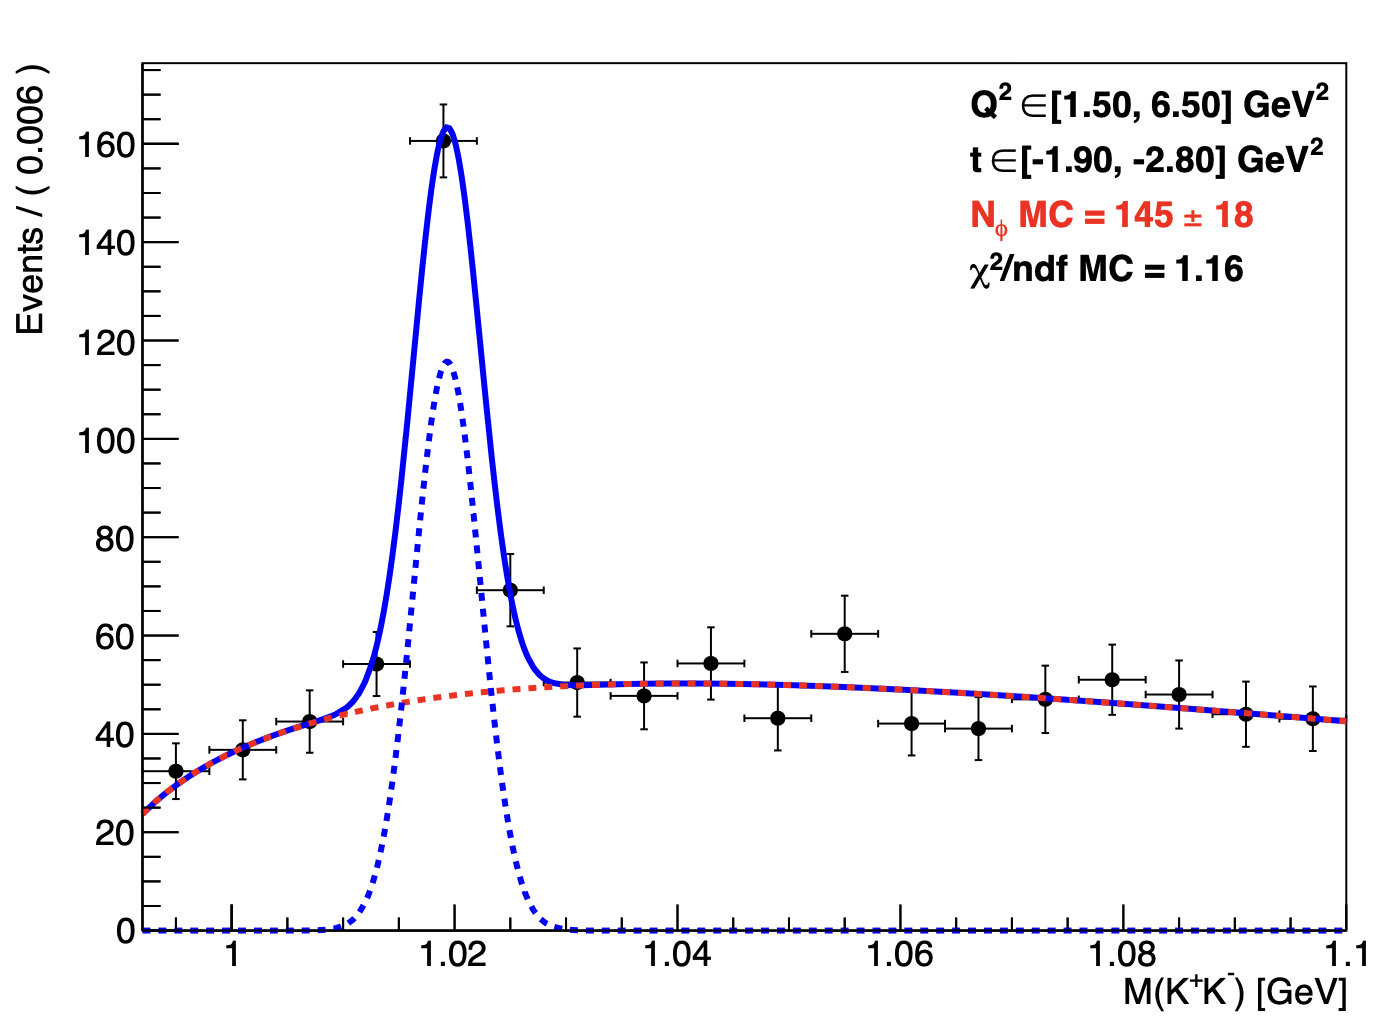 Events / ( 0.006 )
160
140
120
100
80
60
40
20
0
Q² ∈[1.50, 6.50] GeV²
t ∈[-1.90, -2.80] GeV²
N_ϕ MC = 145 ± 18
χ²/ndf MC = 1.16
1 1.02 1.04 1.06 1.08 1.1
M(K⁺K⁻) [GeV]